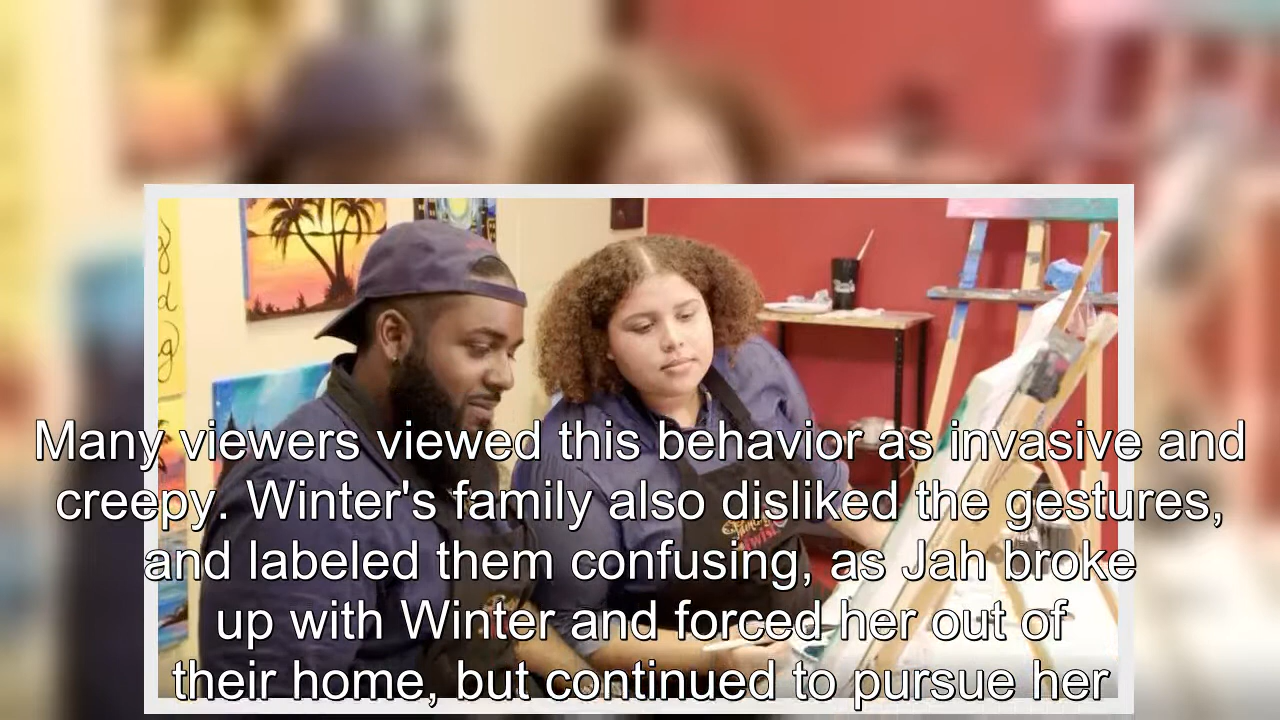 Many viewers viewed this behavior as invasive and
creepy. Winter's family also disliked the gestures,
and labeled them confusing, as Jah broke
up with Winter and forced her out of
their home, but continued to pursue her